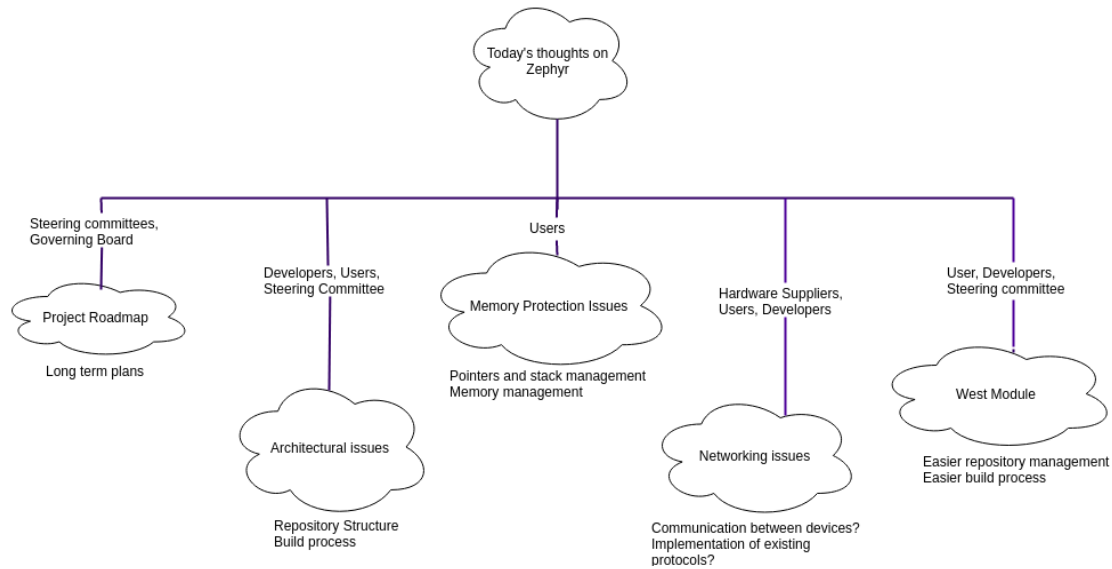 Today's thoughts on
Zephyr
Steering committees,
Governing Board
Project Roadmap
Long term plans
Developers, Users,
Steering Committee
Architectural issues
Repository Structure
Build process
Users
Memory Protection Issues
Pointers and stack management
Memory management
Hardware Suppliers,
Users, Developers
Networking issues
Communication between devices?
Implementation of existing
protocols?
User, Developers,
Steering committee
West Module
Easier repository management
Easier build process